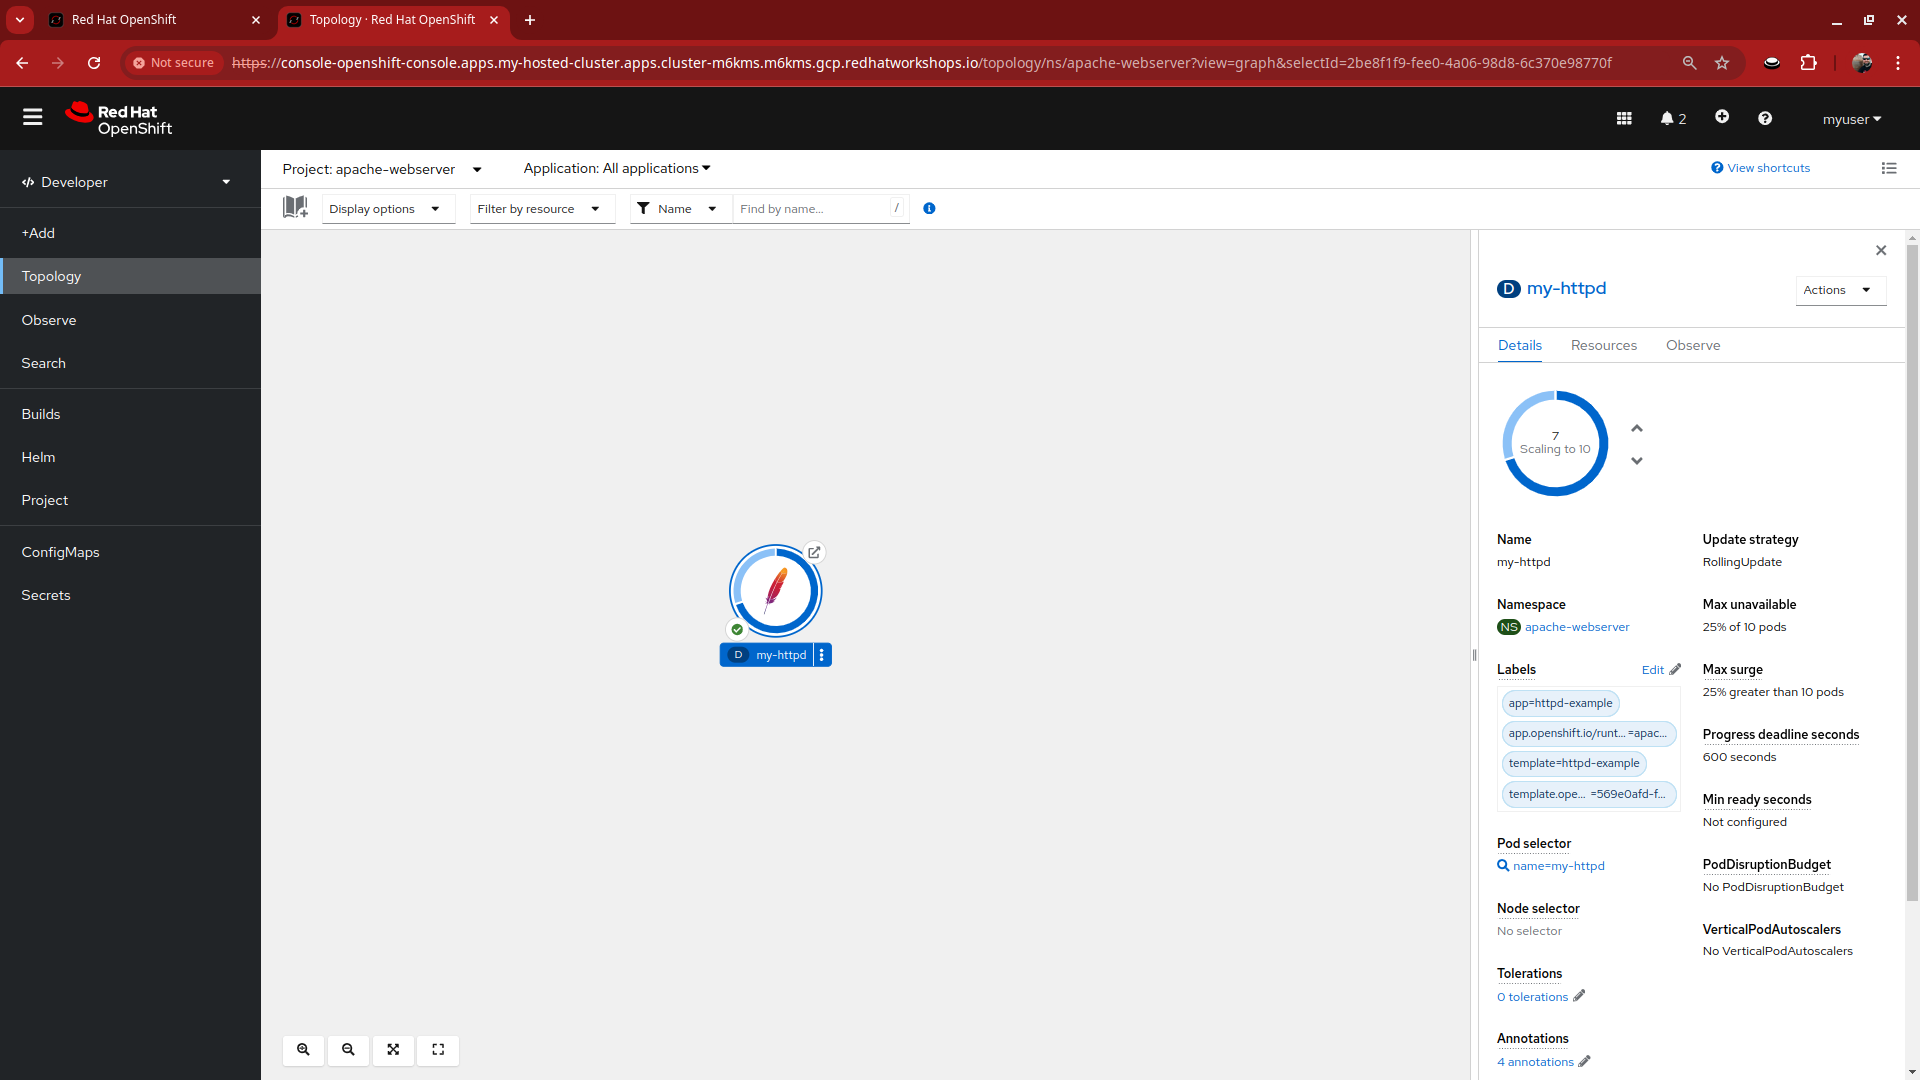 Red Hat OpenShift
Topology · Red Hat OpenShift
Not secure
https://console-openshift-console.apps.my-hosted-cluster.apps.cluster-m6kms.m6kms.gcp.redhatworkshops.io/topology/ns/apache-webserver?view=graph&selectId=2be8f1f9-fee0-4a06-98d8-6c370e98770f
Red Hat
OpenShift
2
myuser
Developer
+Add
Topology
Observe
Search
Builds
Helm
Project
ConfigMaps
Secrets
Project: apache-webserver
Application: All applications
View shortcuts
Display options
Filter by resource
Name
Find by name...
/
D my-httpd
D my-httpd
Actions
Details
Resources
Observe
7
Scaling to 10
Name
my-httpd
Namespace
NS apache-webserver
Labels
Edit
app=httpd-example
app.openshift.io/runt... =apac...
template=httpd-example
template.ope... =569e0afd-f...
Pod selector
name=my-httpd
Node selector
No selector
Tolerations
0 tolerations
Annotations
4 annotations
Update strategy
RollingUpdate
Max unavailable
25% of 10 pods
Max surge
25% greater than 10 pods
Progress deadline seconds
600 seconds
Min ready seconds
Not configured
PodDisruptionBudget
No PodDisruptionBudget
VerticalPodAutoscalers
No VerticalPodAutoscalers